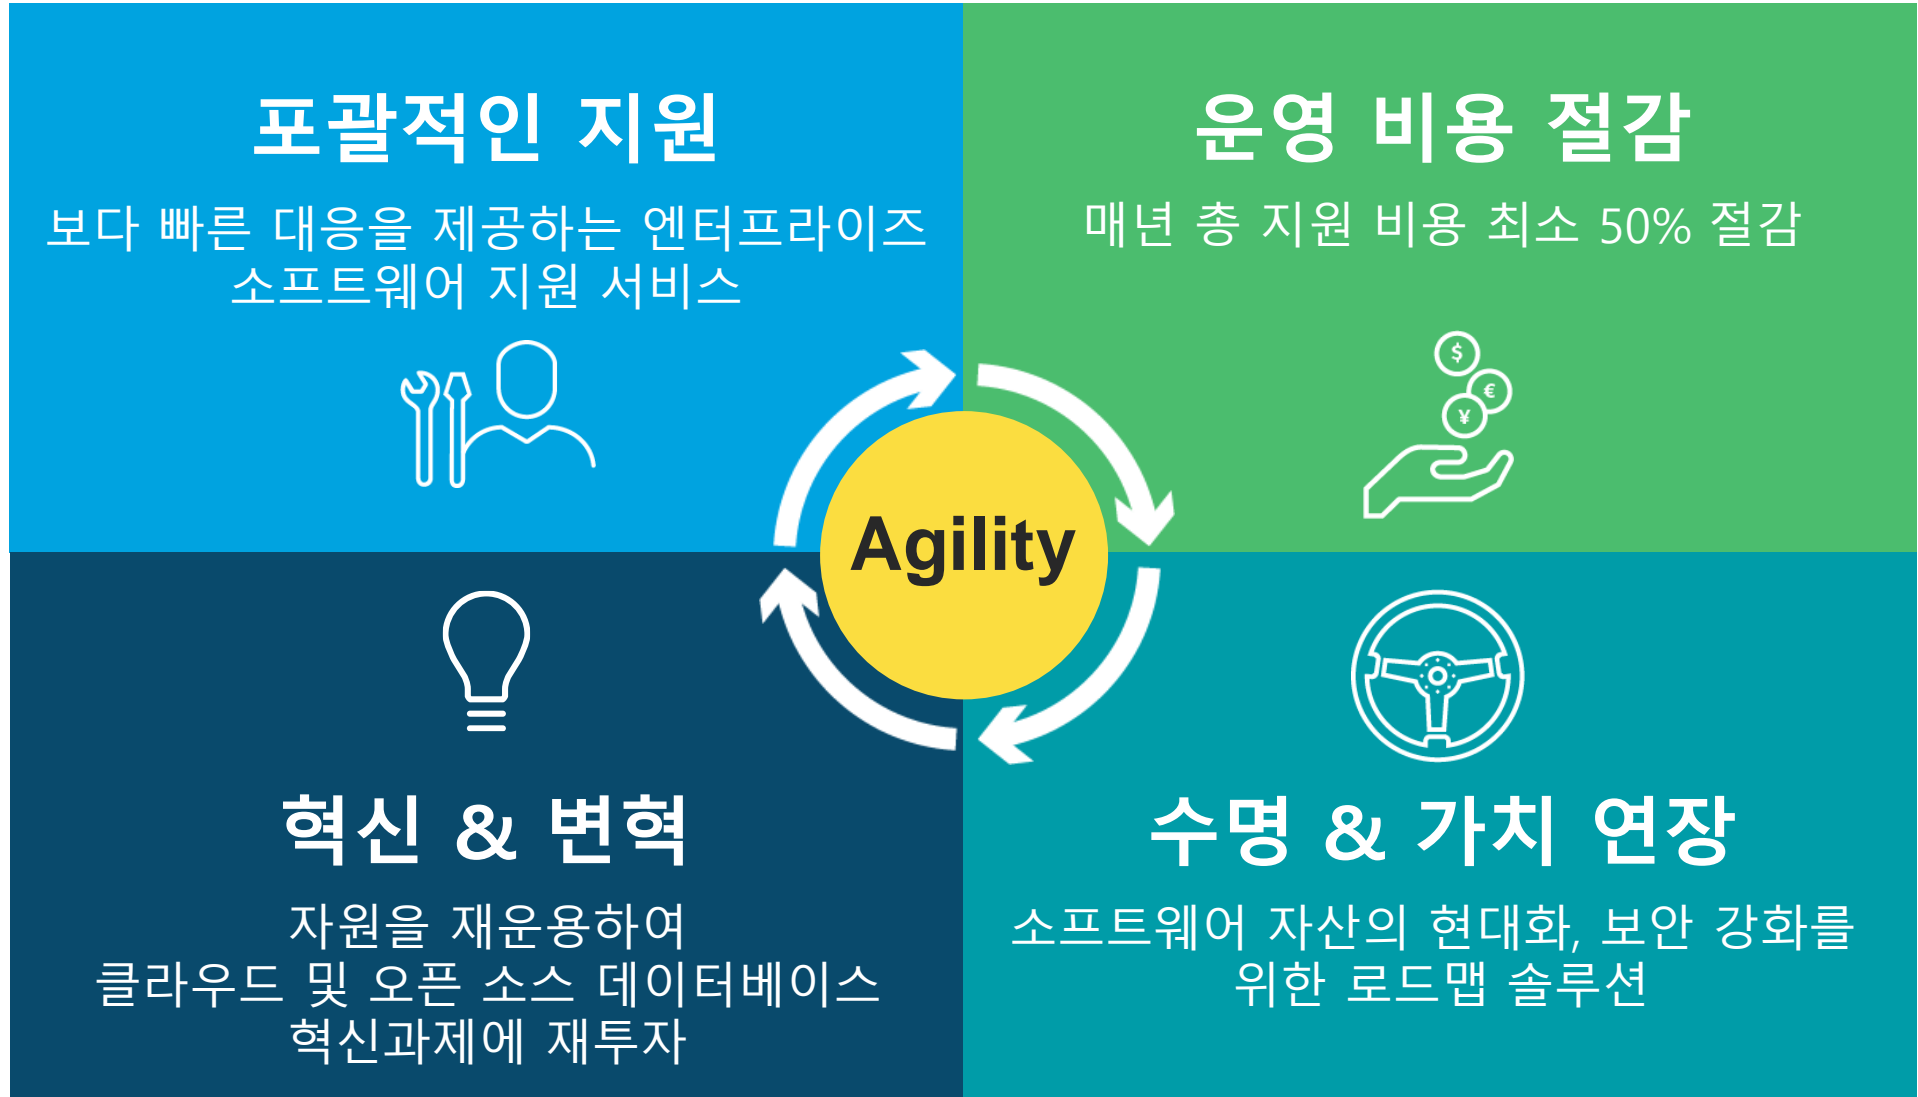 포괄적인 지원
보다 빠른 대응을 제공하는 엔터프라이즈
소프트웨어 지원 서비스
운영 비용 절감
매년 총 지원 비용 최소 50% 절감
$
€
¥
Agility
혁신 & 변혁
자원을 재운용하여
클라우드 및 오픈 소스 데이터베이스
혁신과제에 재투자
수명 & 가치 연장
소프트웨어 자산의 현대화, 보안 강화를
위한 로드맵 솔루션